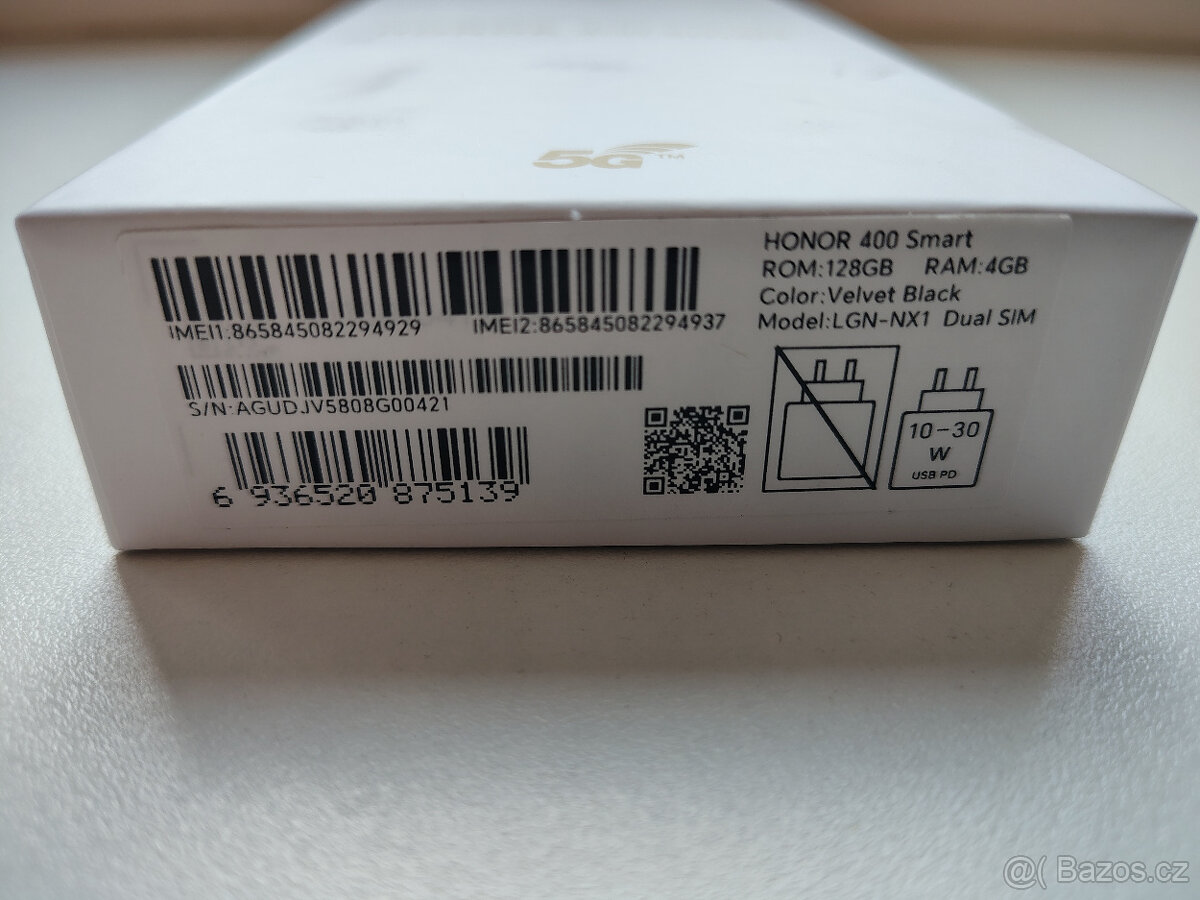 5G™
HONOR 400 Smart
ROM:128GB RAM:4GB
Color:Velvet Black
Model:LGN-NX1 Dual SIM
IMEI1:865845082294929 IMEI2:865845082294937
S/N:AGUDJV5808G00421
6 936520 875139
10-30
W
USB PD
@( Bazos.cz